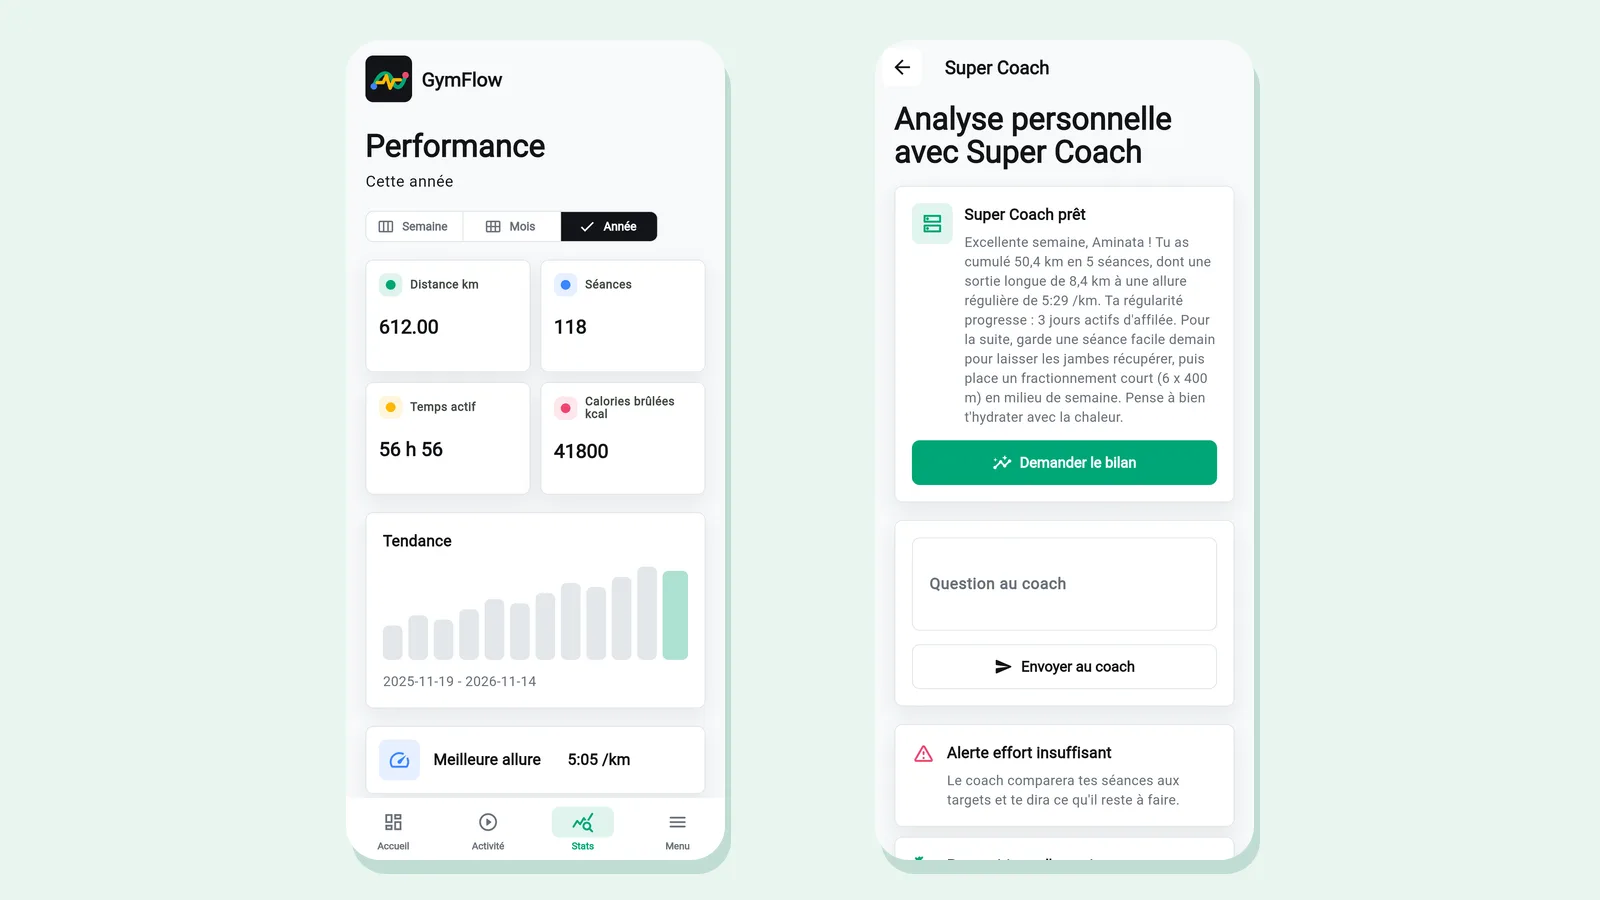 GymFlow
Performance
Cette année
Semaine
Mois
Année
Distance km
612.00
Séances
118
Temps actif
56 h 56
Calories brûlées
kcal
41800
Tendance
2025-11-19 - 2026-11-14
Meilleure allure
5:05 /km
Accueil
Activité
Stats
Menu
Super Coach
Analyse personnelle
avec Super Coach
Super Coach prêt
Excellente semaine, Aminata ! Tu as
cumulé 50,4 km en 5 séances, dont une
sortie longue de 8,4 km à une allure
régulière de 5:29 /km. Ta régularité
progresse : 3 jours actifs d'affilée. Pour
la suite, garde une séance facile demain
pour laisser les jambes récupérer, puis
place un fractionnement court (6 x 400
m) en milieu de semaine. Pense à bien
t'hydrater avec la chaleur.
Demander le bilan
Question au coach
Envoyer au coach
Alerte effort insuffisant
Le coach comparera tes séances aux
targets et te dira ce qu'il reste à faire.